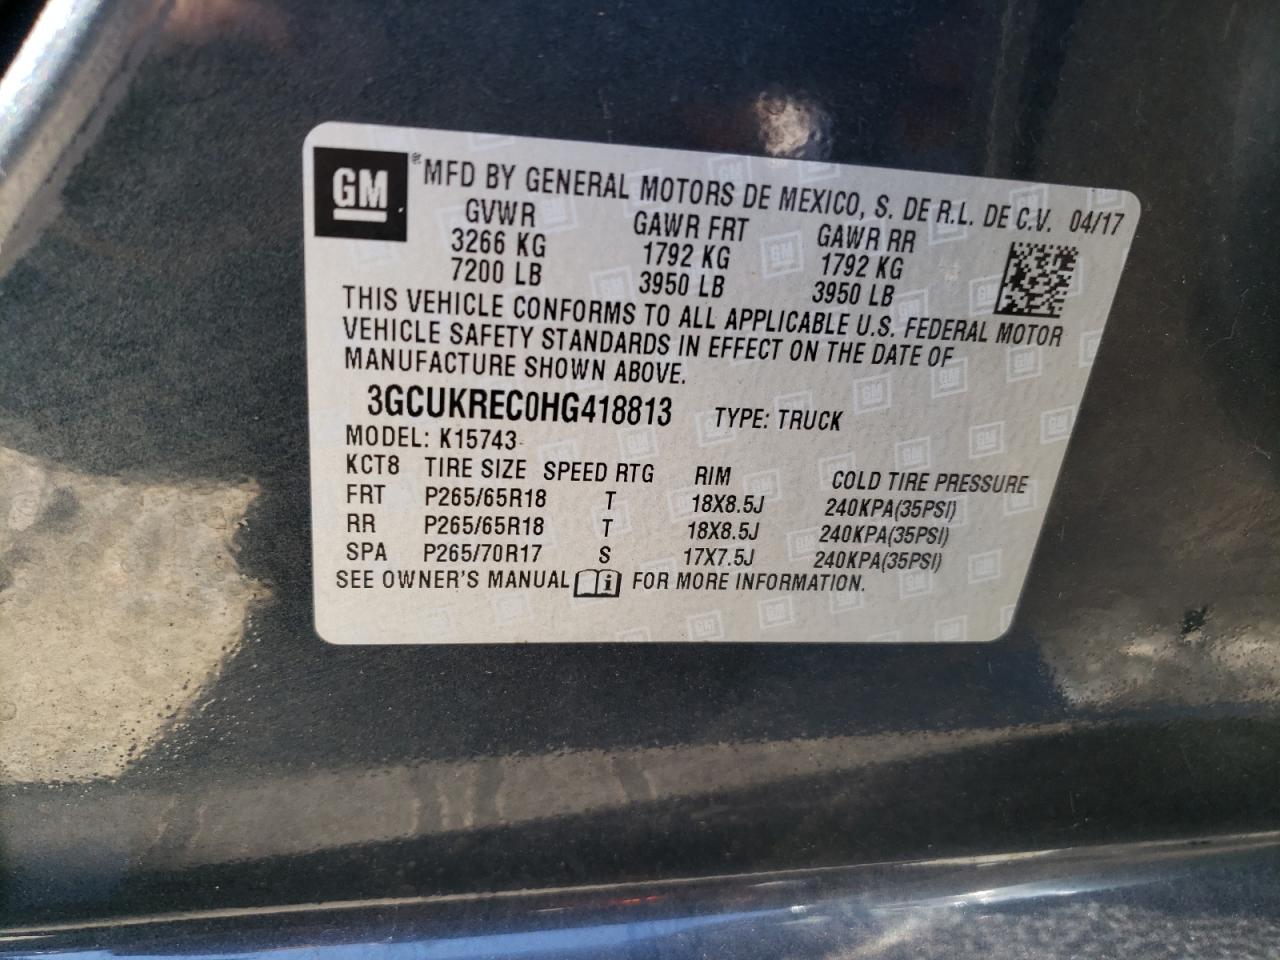 GM ® MFD BY GENERAL MOTORS DE MEXICO, S. DE R.L. DE C.V. 04/17
GVWR GAWR FRT GAWR RR
3266 KG 1792 KG 1792 KG
7200 LB 3950 LB 3950 LB
THIS VEHICLE CONFORMS TO ALL APPLICABLE U.S. FEDERAL MOTOR
VEHICLE SAFETY STANDARDS IN EFFECT ON THE DATE OF
MANUFACTURE SHOWN ABOVE.
3GCUKREC0HG418813 TYPE: TRUCK
MODEL: K15743
KCT8 TIRE SIZE SPEED RTG RIM COLD TIRE PRESSURE
FRT P265/65R18 T 18X8.5J 240KPA(35PSI)
RR P265/65R18 T 18X8.5J 240KPA(35PSI)
SPA P265/70R17 S 17X7.5J 240KPA(35PSI)
SEE OWNER'S MANUAL i FOR MORE INFORMATION.